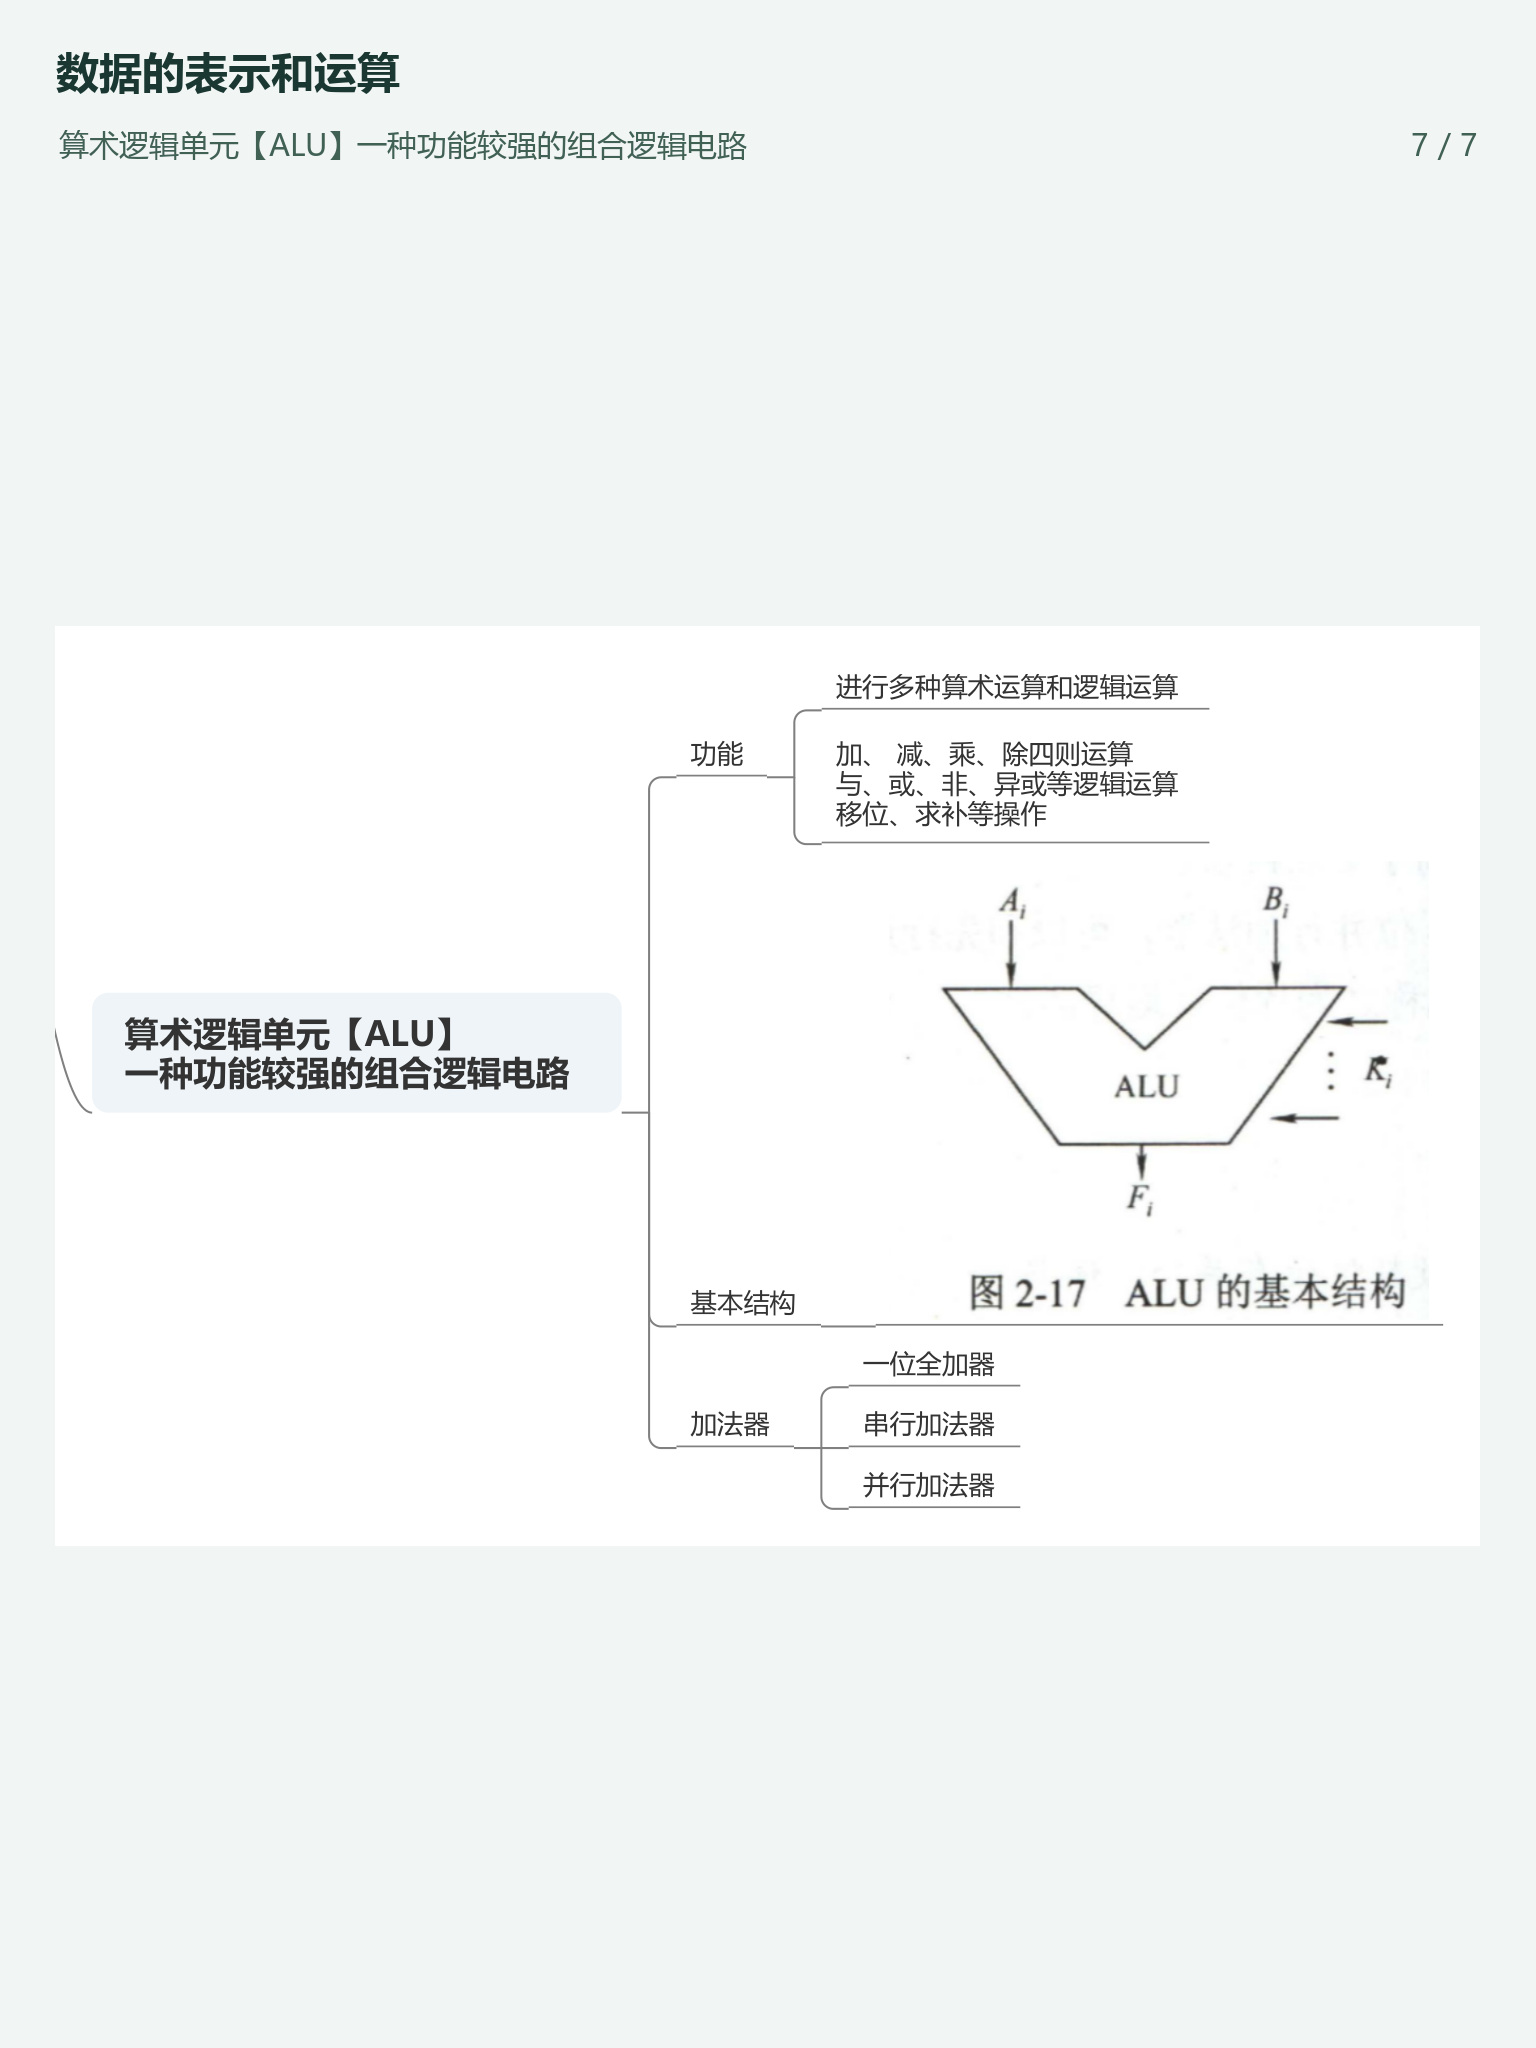 数据的表示和运算
算术逻辑单元【ALU】一种功能较强的组合逻辑电路
7 / 7
进行多种算术运算和逻辑运算
功能
加、 减、乘、除四则运算
与、或、非、异或等逻辑运算
移位、求补等操作
A_i
B_i
算术逻辑单元【ALU】
一种功能较强的组合逻辑电路
K_i
ALU
F_i
图 2-17 ALU 的基本结构
基本结构
一位全加器
加法器
串行加法器
并行加法器